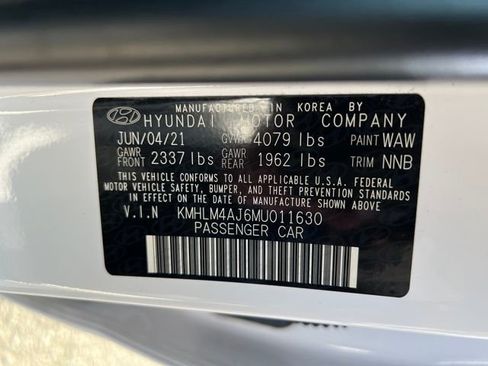 MANUFACTURED IN KOREA BY
HYUNDAI MOTOR COMPANY
JUN/04/21 GVWR 4079 lbs PAINT WAW
GAWR FRONT 2337 lbs GAWR REAR 1962 lbs TRIM NNB
THIS VEHICLE CONFORMS TO ALL APPLICABLE U.S.A. FEDERAL
MOTOR VEHICLE SAFETY, BUMPER, AND THEFT PREVENTION STANDARDS
IN EFFECT ON THE DATE OF MANUFACTURE SHOWN ABOVE
V.I.N KMHLM4AJ6MU011630
PASSENGER CAR